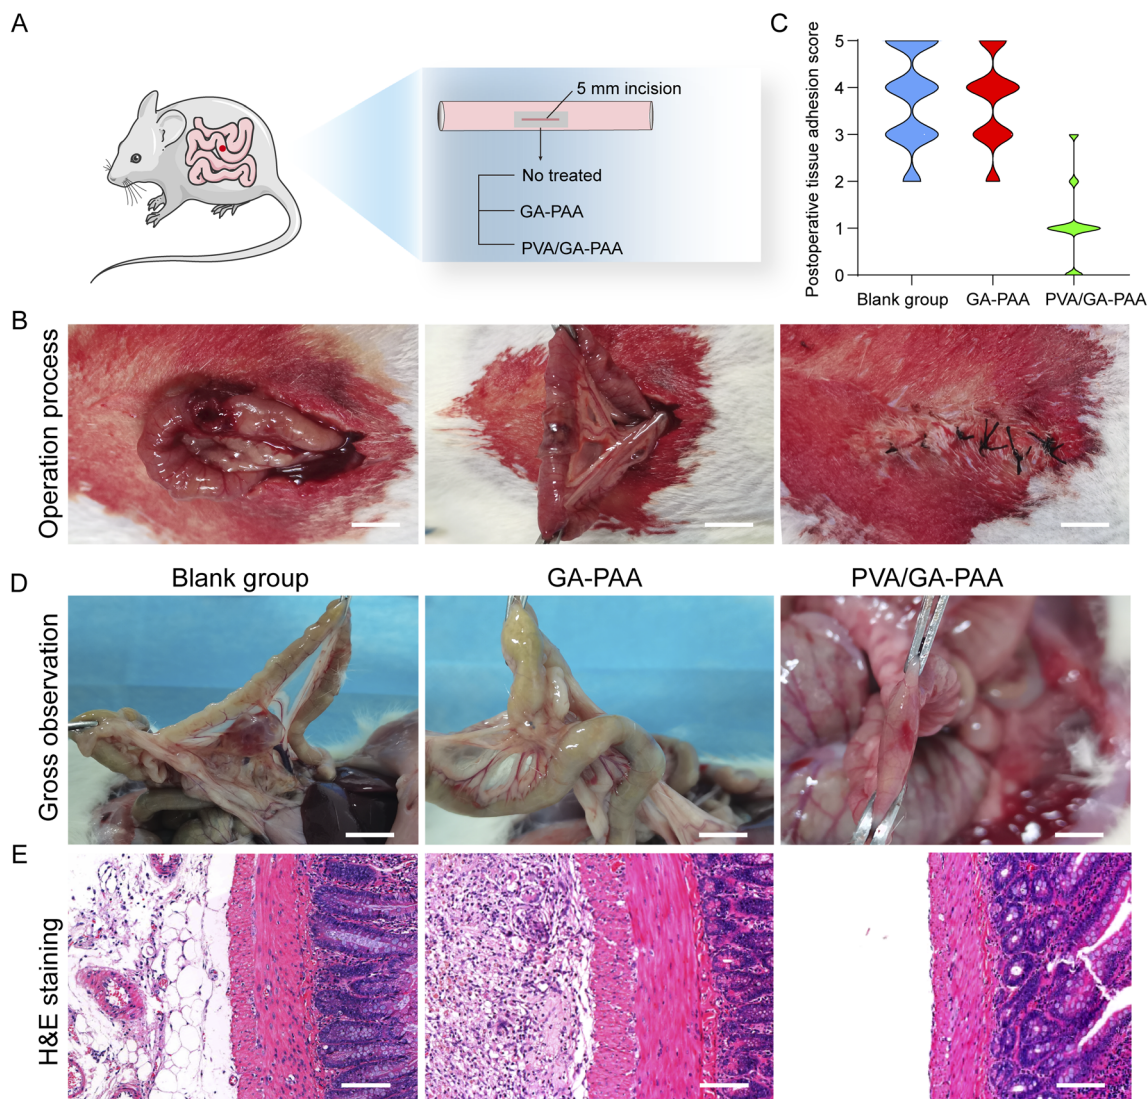 A
5 mm incision
No treated
GA-PAA
PVA/GA-PAA
C
Postoperative tissue adhesion score
5
4
3
2
1
0
Blank group
GA-PAA
PVA/GA-PAA
B
Operation process
D
Blank group
GA-PAA
PVA/GA-PAA
Gross observation
E
H&E staining